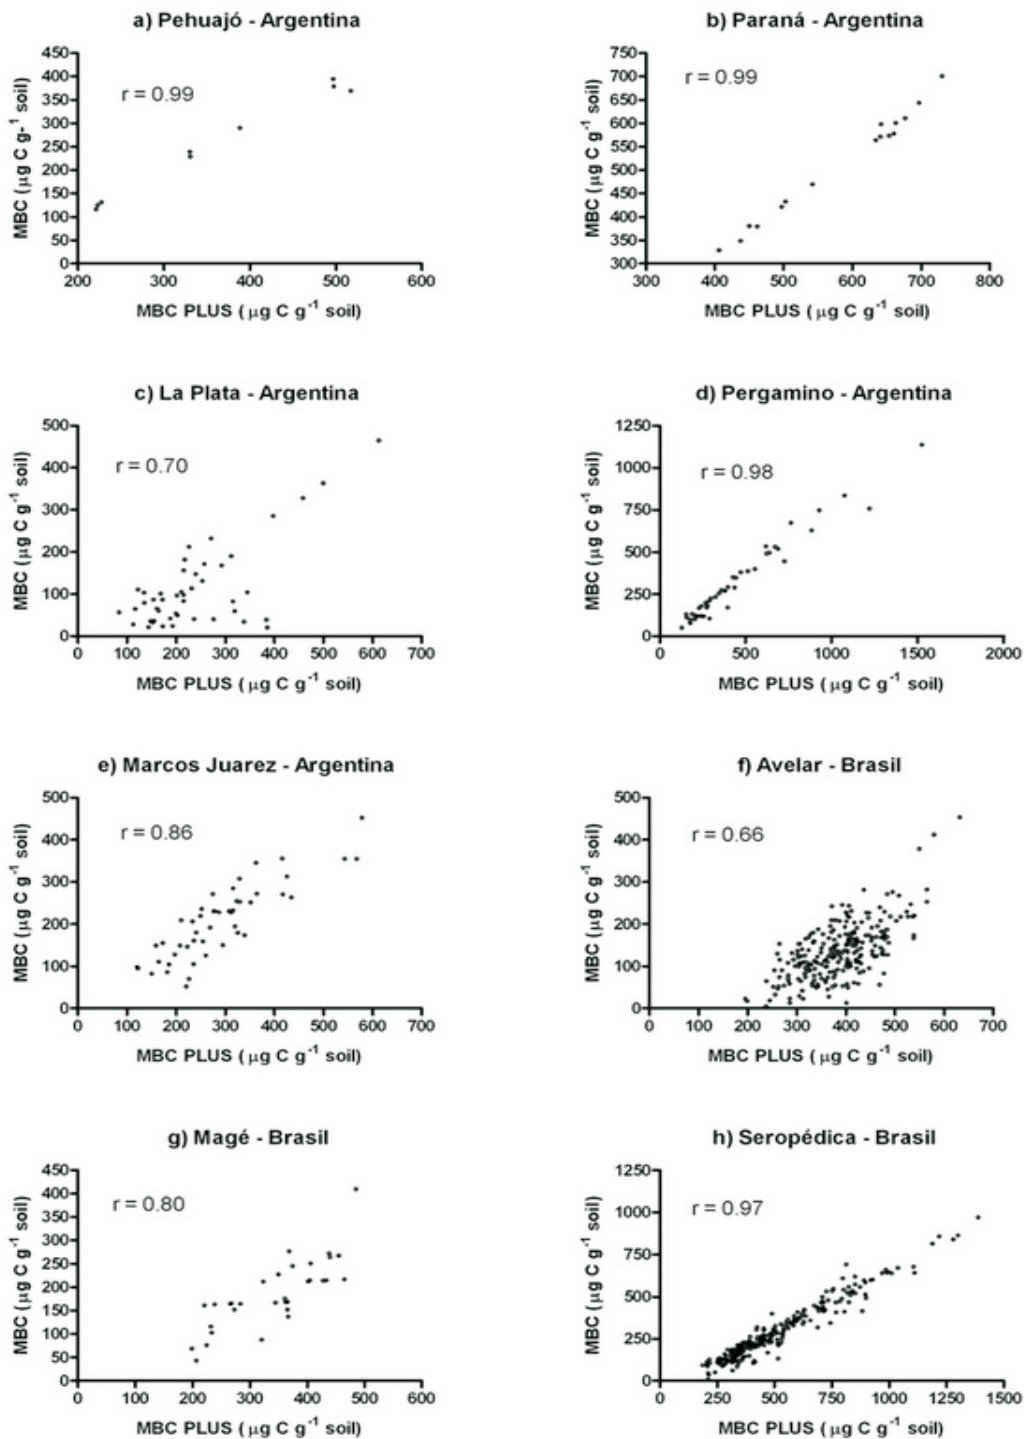 a) Pehuajó - Argentina
450
400
350
300
250
200
150
100
50
0
MBC (μg C g-¹ soil)
r = 0.99
200 300 400 500 600
MBC PLUS ( μg C g⁻¹ soil)
b) Paraná - Argentina
750
700
650
600
550
500
450
400
350
300
MBC (μg C g⁻¹ soil)
r = 0.99
300 400 500 600 700 800
MBC PLUS ( μg C g⁻¹ soil)
c) La Plata - Argentina
500
400
300
200
100
0
MBC (μg C g⁻¹ soil)
r = 0.70
0 100 200 300 400 500 600 700
MBC PLUS ( μg C g⁻¹ soil)
d) Pergamino - Argentina
1250
1000
750
500
250
0
MBC (μg C g⁻¹ soil)
r = 0.98
0 500 1000 1500 2000
MBC PLUS ( μg C g⁻¹ soil)
e) Marcos Juarez - Argentina
500
400
300
200
100
0
MBC (μg C g⁻¹ soil)
r = 0.86
0 100 200 300 400 500 600 700
MBC PLUS ( μg C g⁻¹ soil)
f) Avelar - Brasil
500
400
300
200
100
0
MBC (μg C g⁻¹ soil)
r = 0.66
0 100 200 300 400 500 600 700
MBC PLUS ( μg C g⁻¹ soil)
g) Magé - Brasil
450
400
350
300
250
200
150
100
50
0
MBC (μg C g⁻¹ soil)
r = 0.80
0 100 200 300 400 500 600
MBC PLUS ( μg C g⁻¹ soil)
h) Seropédica - Brasil
1250
1000
750
500
250
0
MBC (μg C g⁻¹ soil)
r = 0.97
0 250 500 750 1000 1250 1500
MBC PLUS ( μg C g⁻¹ soil)